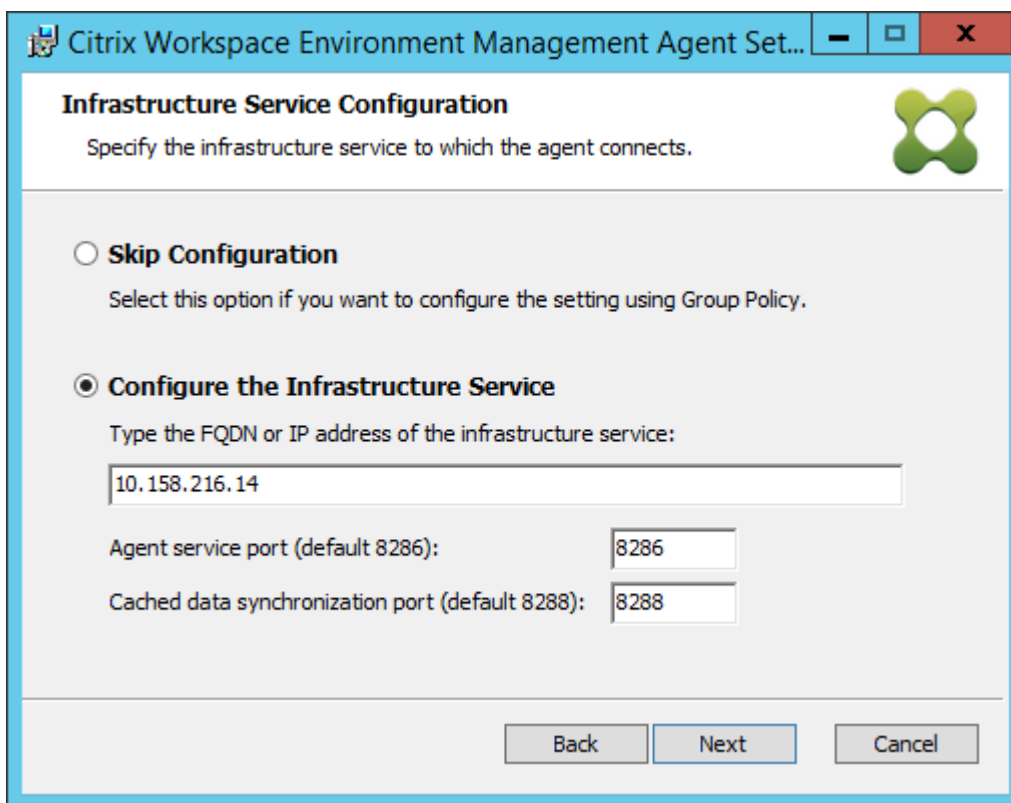 Citrix Workspace Environment Management Agent Set...
Infrastructure Service Configuration
Specify the infrastructure service to which the agent connects.
Skip Configuration
Select this option if you want to configure the setting using Group Policy.
Configure the Infrastructure Service
Type the FQDN or IP address of the infrastructure service:
10.158.216.14
Agent service port (default 8286): 8286
Cached data synchronization port (default 8288): 8288
Back Next Cancel